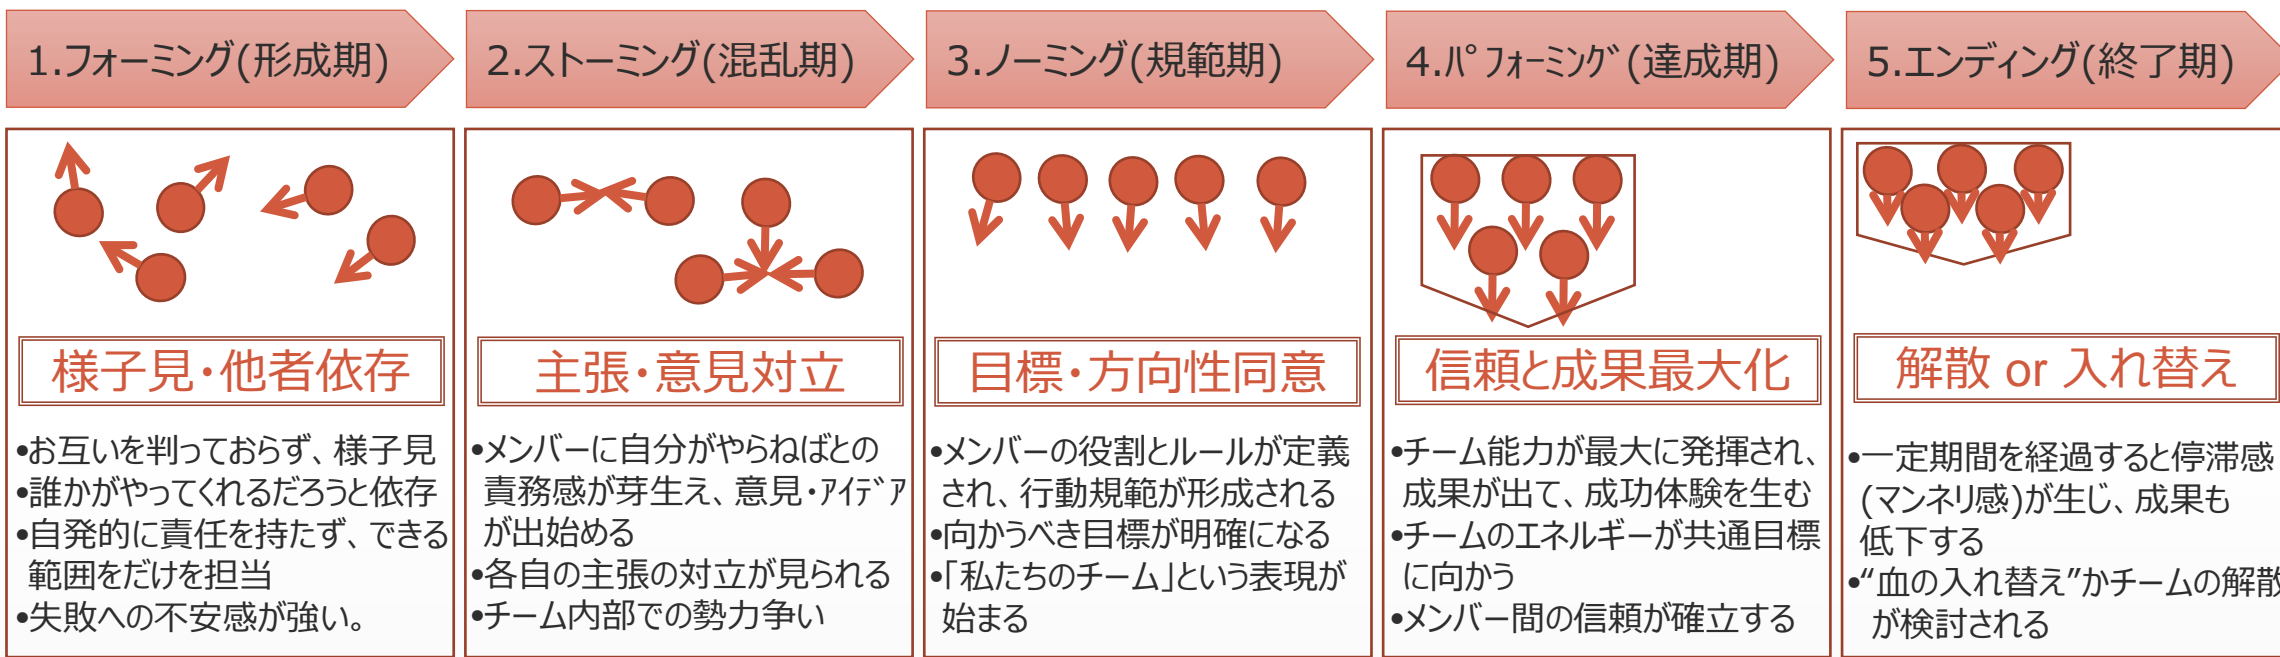 1.フォーミング(形成期)
2.ストーミング(混乱期)
3.ノーミング(規範期)
4.ﾊﾟﾌｫｰﾐﾝｸﾞ(達成期)
5.エンディング(終了期)
様子見・他者依存
•お互いを判っておらず、様子見
•誰かがやってくれるだろうと依存
•自発的に責任を持たず、できる
範囲をだけを担当
•失敗への不安感が強い。
主張・意見対立
•メンバーに自分がやらねばとの
責務感が芽生え、意見・ｱｲﾃﾞｱ
が出始める
•各自の主張の対立が見られる
•チーム内部での勢力争い
目標・方向性同意
•メンバーの役割とルールが定義
され、行動規範が形成される
•向かうべき目標が明確になる
•「私たちのチーム」という表現が
始まる
信頼と成果最大化
•チーム能力が最大に発揮され、
成果が出て、成功体験を生む
•チームのエネルギーが共通目標
に向かう
•メンバー間の信頼が確立する
解散 or 入れ替え
•一定期間を経過すると停滞感
(マンネリ感)が生じ、成果も
低下する
•“血の入れ替え”かチームの解散
が検討される